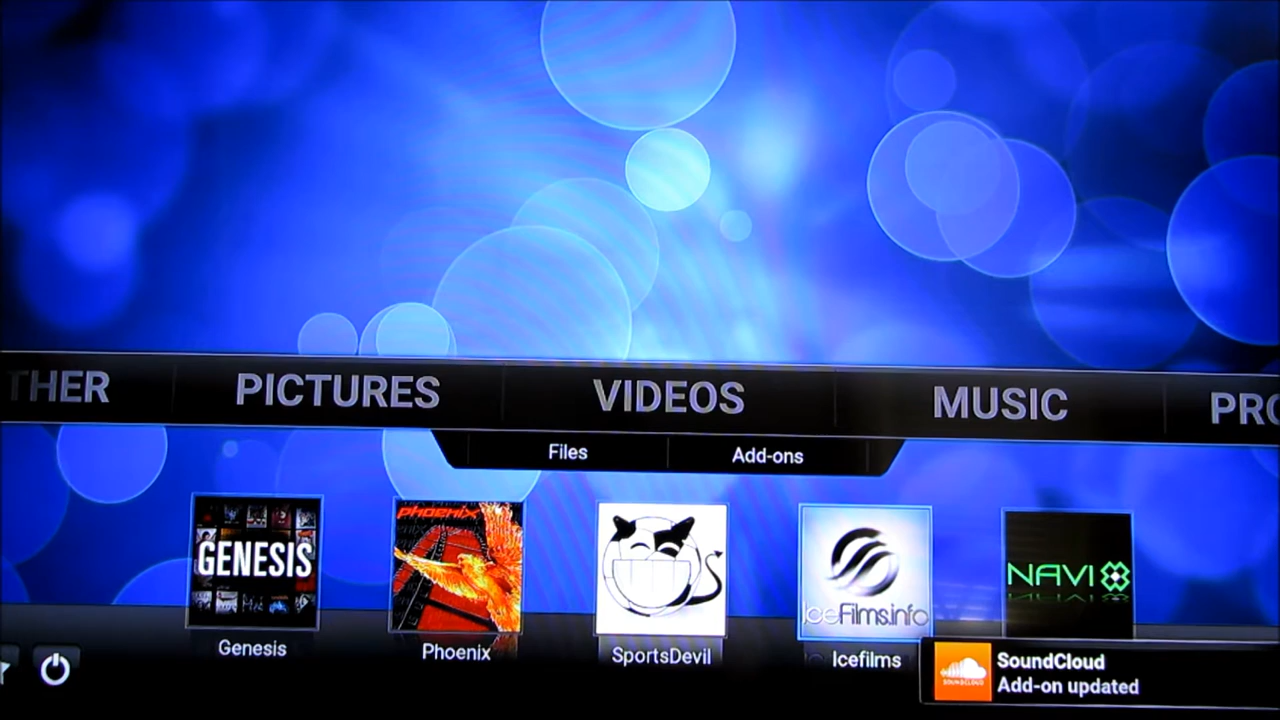 THER PICTURES VIDEOS MUSIC PRO
Files Add-ons
GENESIS
phoenix
IceFilms.info
NAVI
Genesis Phoenix SportsDevil Icefilms
SOUNDCLOUD
SoundCloud
Add-on updated